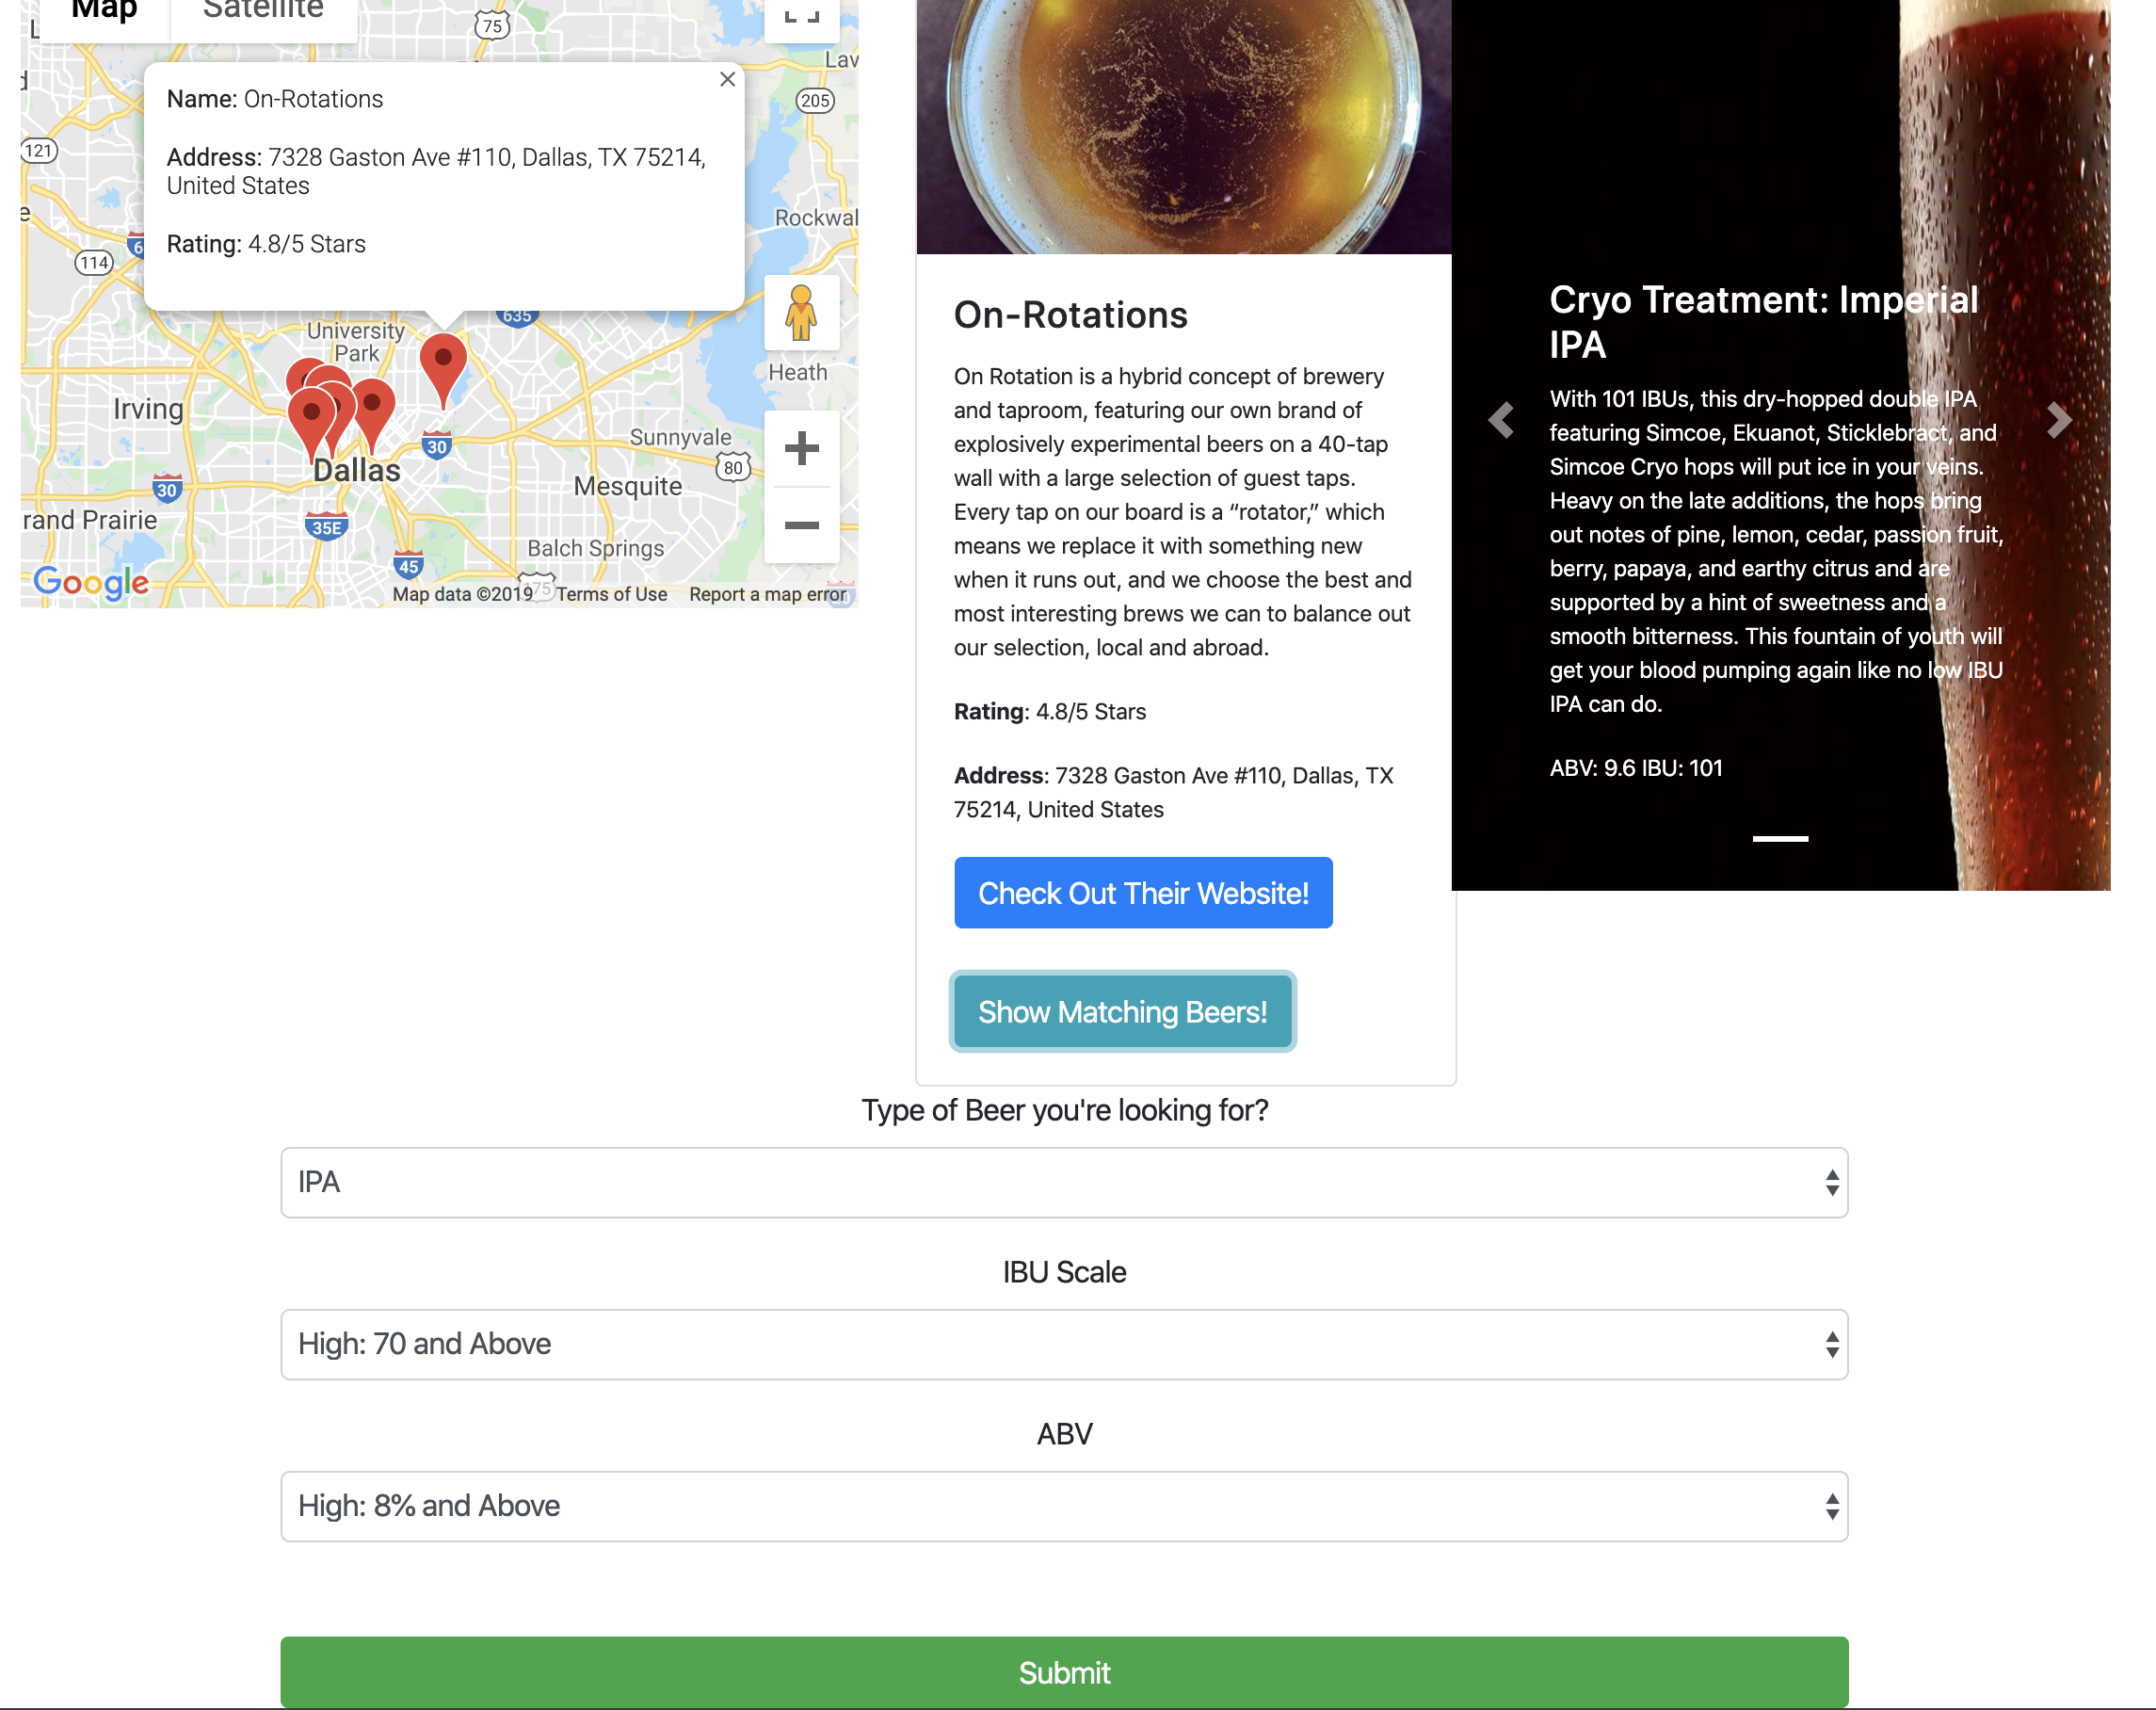 Map
Satellite
75
Lav
205
121
Name: On-Rotations
Address: 7328 Gaston Ave #110, Dallas, TX 75214,
United States
Rating: 4.8/5 Stars
Rockwal
114
6
635
University
Park
Heath
Irving
30
Sunnyvale
80
Dallas
30
Mesquite
rand Prairie
35E
Balch Springs
45
175
Google
Map data ©2019
Terms of Use
Report a map error
On-Rotations
On Rotation is a hybrid concept of brewery
and taproom, featuring our own brand of
explosively experimental beers on a 40-tap
wall with a large selection of guest taps.
Every tap on our board is a “rotator,” which
means we replace it with something new
when it runs out, and we choose the best and
most interesting brews we can to balance out
our selection, local and abroad.
Rating: 4.8/5 Stars
Address: 7328 Gaston Ave #110, Dallas, TX
75214, United States
Check Out Their Website!
Show Matching Beers!
Cryo Treatment: Imperial
IPA
With 101 IBUs, this dry-hopped double IPA
featuring Simcoe, Ekuanot, Sticklebract, and
Simcoe Cryo hops will put ice in your veins.
Heavy on the late additions, the hops bring
out notes of pine, lemon, cedar, passion fruit,
berry, papaya, and earthy citrus and are
supported by a hint of sweetness and a
smooth bitterness. This fountain of youth will
get your blood pumping again like no low IBU
IPA can do.
ABV: 9.6 IBU: 101
Type of Beer you're looking for?
IPA
IBU Scale
High: 70 and Above
ABV
High: 8% and Above
Submit